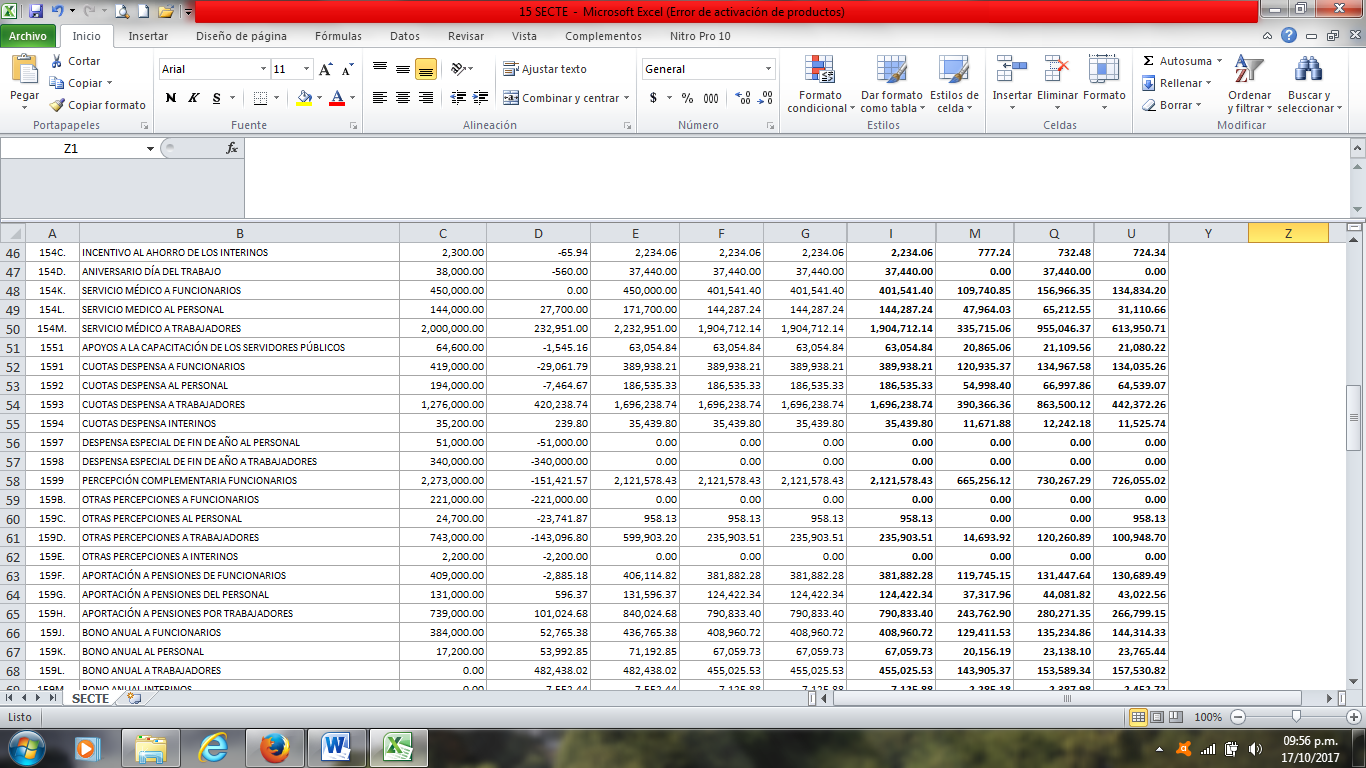 15 SECTE - Microsoft Excel (Error de activación de productos)
Archivo Inicio Insertar Diseño de página Fórmulas Datos Revisar Vista Complementos Nitro Pro 10
Pegar
Cortar
Copiar
Copiar formato
Portapapeles
Arial 11
N K S
Fuente
Ajustar texto
Combinar y centrar
Alineación
General
$ % 000
Número
Formato condicional
Dar formato como tabla
Estilos de celda
Estilos
Insertar Eliminar Formato
Celdas
Σ Autosuma
Rellenar
Borrar
Ordenar y filtrar
Buscar y seleccionar
Modificar
Z1 fx
A B C D E F G I M Q U Y Z
46 154C. INCENTIVO AL AHORRO DE LOS INTERINOS 2,300.00 -65.94 2,234.06 2,234.06 2,234.06 2,234.06 777.24 732.48 724.34
47 154D. ANIVERSARIO DÍA DEL TRABAJO 38,000.00 -560.00 37,440.00 37,440.00 37,440.00 37,440.00 0.00 37,440.00 0.00
48 154K. SERVICIO MÉDICO A FUNCIONARIOS 450,000.00 0.00 450,000.00 401,541.40 401,541.40 401,541.40 109,740.85 156,966.35 134,834.20
49 154L. SERVICIO MEDICO AL PERSONAL 144,000.00 27,700.00 171,700.00 144,287.24 144,287.24 144,287.24 47,964.03 65,212.55 31,110.66
50 154M. SERVICIO MÉDICO A TRABAJADORES 2,000,000.00 232,951.00 2,232,951.00 1,904,712.14 1,904,712.14 1,904,712.14 335,715.06 955,046.37 613,950.71
51 1551 APOYOS A LA CAPACITACIÓN DE LOS SERVIDORES PÚBLICOS 64,600.00 -1,545.16 63,054.84 63,054.84 63,054.84 63,054.84 20,865.06 21,109.56 21,080.22
52 1591 CUOTAS DESPENSA A FUNCIONARIOS 419,000.00 -29,061.79 389,938.21 389,938.21 389,938.21 389,938.21 120,935.37 134,967.58 134,035.26
53 1592 CUOTAS DESPENSA AL PERSONAL 194,000.00 -7,464.67 186,535.33 186,535.33 186,535.33 186,535.33 54,998.40 66,997.86 64,539.07
54 1593 CUOTAS DESPENSA A TRABAJADORES 1,276,000.00 420,238.74 1,696,238.74 1,696,238.74 1,696,238.74 1,696,238.74 390,366.36 863,500.12 442,372.26
55 1594 CUOTAS DESPENSA INTERINOS 35,200.00 239.80 35,439.80 35,439.80 35,439.80 35,439.80 11,671.88 12,242.18 11,525.74
56 1597 DESPENSA ESPECIAL DE FIN DE AÑO AL PERSONAL 51,000.00 -51,000.00 0.00 0.00 0.00 0.00 0.00 0.00 0.00
57 1598 DESPENSA ESPECIAL DE FIN DE AÑO A TRABAJADORES 340,000.00 -340,000.00 0.00 0.00 0.00 0.00 0.00 0.00 0.00
58 1599 PERCEPCIÓN COMPLEMENTARIA FUNCIONARIOS 2,273,000.00 -151,421.57 2,121,578.43 2,121,578.43 2,121,578.43 2,121,578.43 665,256.12 730,267.29 726,055.02
59 159B. OTRAS PERCEPCIONES A FUNCIONARIOS 221,000.00 -221,000.00 0.00 0.00 0.00 0.00 0.00 0.00 0.00
60 159C. OTRAS PERCEPCIONES AL PERSONAL 24,700.00 -23,741.87 958.13 958.13 958.13 958.13 0.00 0.00 958.13
61 159D. OTRAS PERCEPCIONES A TRABAJADORES 743,000.00 -143,096.80 599,903.20 235,903.51 235,903.51 235,903.51 14,693.92 120,260.89 100,948.70
62 159E. OTRAS PERCEPCIONES A INTERINOS 2,200.00 -2,200.00 0.00 0.00 0.00 0.00 0.00 0.00 0.00
63 159F. APORTACIÓN A PENSIONES DE FUNCIONARIOS 409,000.00 -2,885.18 406,114.82 381,882.28 381,882.28 381,882.28 119,745.15 131,447.64 130,689.49
64 159G. APORTACIÓN A PENSIONES DEL PERSONAL 131,000.00 596.37 131,596.37 124,422.34 124,422.34 124,422.34 37,317.96 44,081.82 43,022.56
65 159H. APORTACIÓN A PENSIONES POR TRABAJADORES 739,000.00 101,024.68 840,024.68 790,833.40 790,833.40 790,833.40 243,762.90 280,271.35 266,799.15
66 159J. BONO ANUAL A FUNCIONARIOS 384,000.00 52,765.38 436,765.38 408,960.72 408,960.72 408,960.72 129,411.53 135,234.86 144,314.33
67 159K. BONO ANUAL AL PERSONAL 17,200.00 53,992.85 71,192.85 67,059.73 67,059.73 67,059.73 20,156.19 23,138.10 23,765.44
68 159L. BONO ANUAL A TRABAJADORES 0.00 482,438.02 482,438.02 455,025.53 455,025.53 455,025.53 143,905.37 153,589.34 157,530.82
69 159M. BONO ANUAL INTERINOS 0.00 7,552.44 7,552.44 7,125.88 7,125.88 7,125.88 2,285.18 2,387.98 2,452.72
SECTE
Listo 100%
09:56 p.m.
17/10/2017